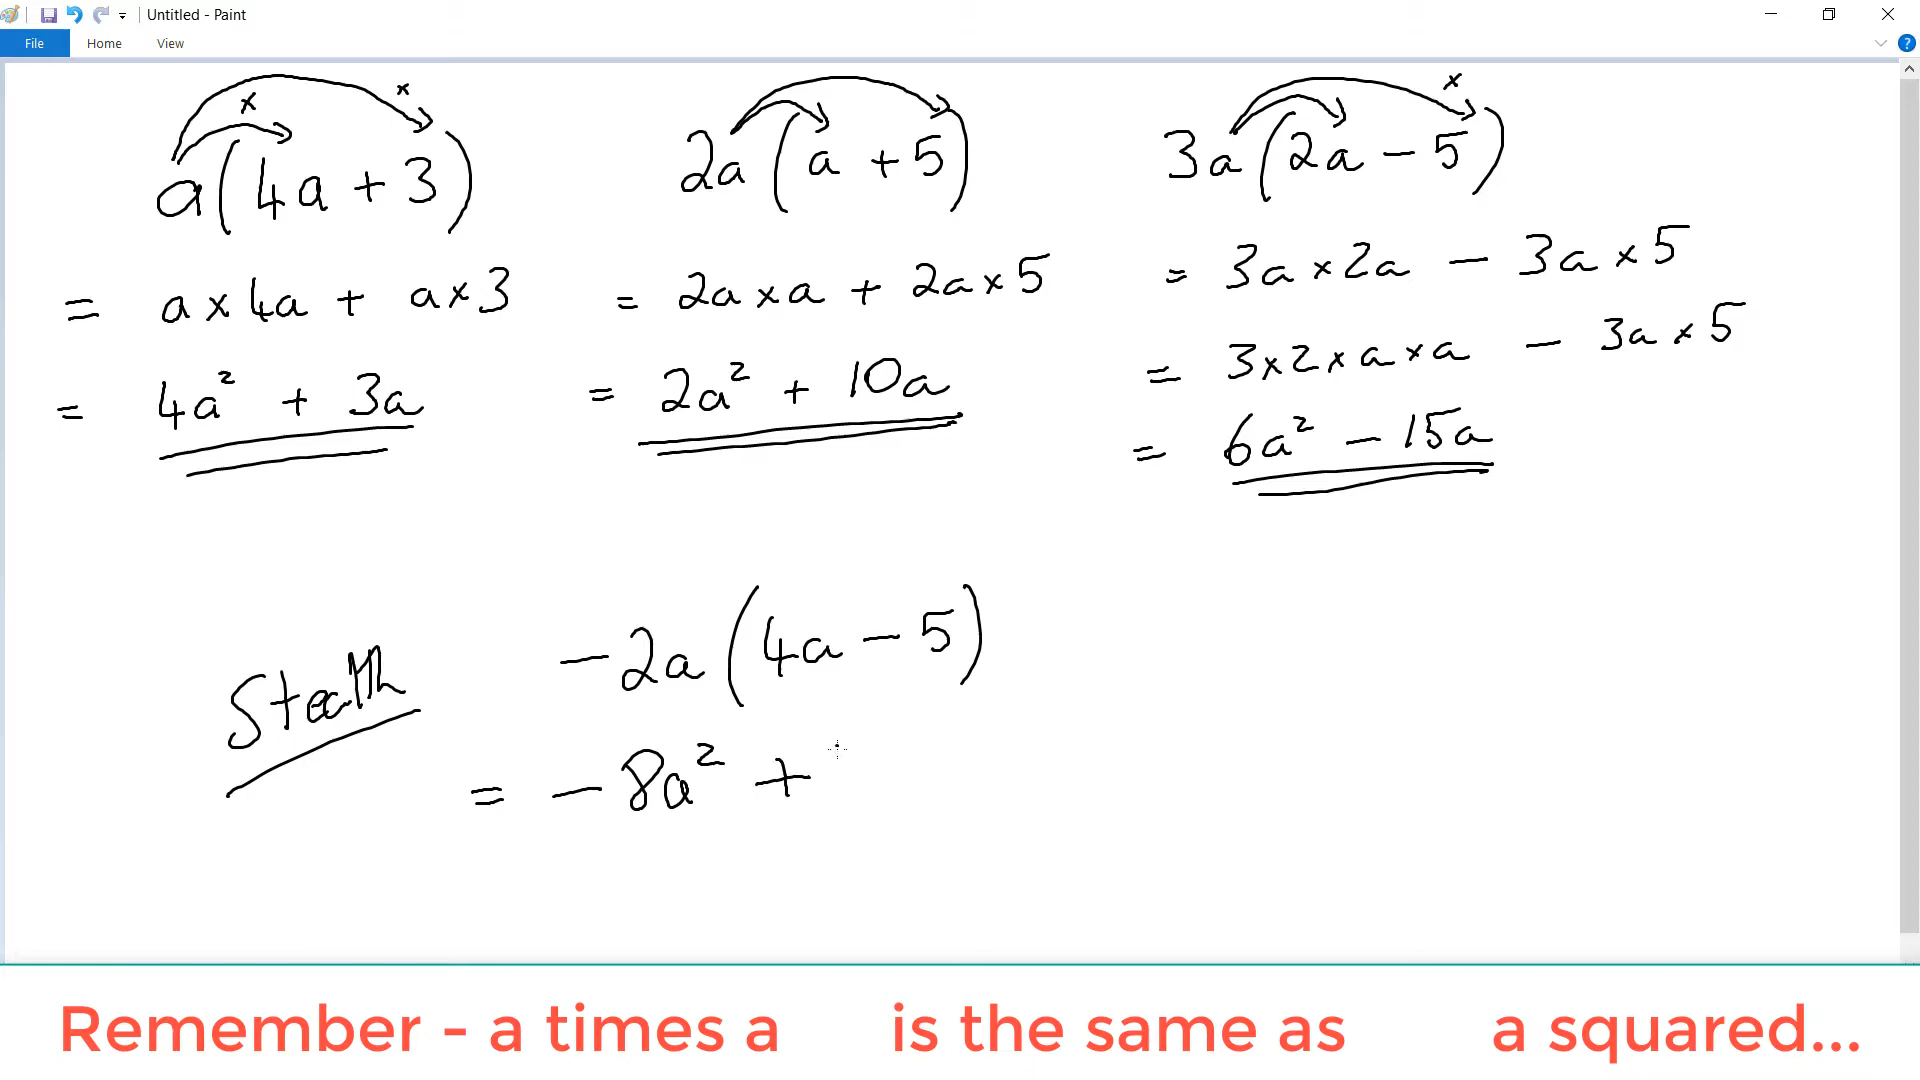 Untitled - Paint
File Home View
x x x
a(4a + 3) 2a(a + 5) 3a(2a - 5)
= a x 4a + a x 3 = 2a x a + 2a x 5 = 3a x 2a - 3a x 5
= 3 x 2 x a x a - 3a x 5
= 4a² + 3a = 2a² + 10a
= 6a² - 15a
-2a(4a - 5)
Stealth
= -8a² +
Remember - a times a is the same as a squared...